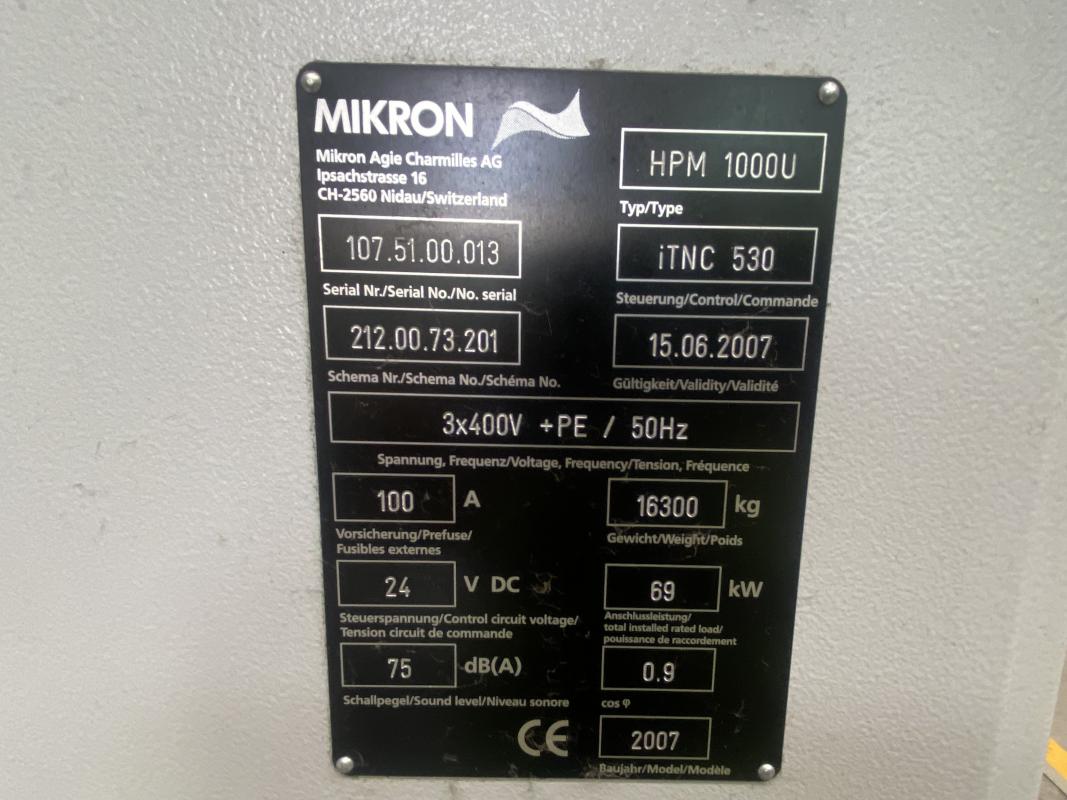 MIKRON
Mikron Agie Charmilles AG
Ipsachstrasse 16
CH-2560 Nidau/Switzerland
HPM 1000U
Typ/Type
107.51.00.013
Serial Nr./Serial No./No. serial
iTNC 530
Steuerung/Control/Commande
212.00.73.201
Schema Nr./Schema No./Schéma No.
15.06.2007
Gültigkeit/Validity/Validité
3x400V +PE / 50Hz
Spannung, Frequenz/Voltage, Frequency/Tension, Fréquence
100 A
Vorsicherung/Prefuse/
Fusibles externes
16300 kg
Gewicht/Weight/Poids
24 V DC
Steuerspannung/Control circuit voltage/
Tension circuit de commande
69 kW
Anschlussleistung/
total installed rated load/
pouissance de raccordement
75 dB(A)
Schallpegel/Sound level/Niveau sonore
0.9
cos φ
CE
2007
Baujahr/Model/Modèle